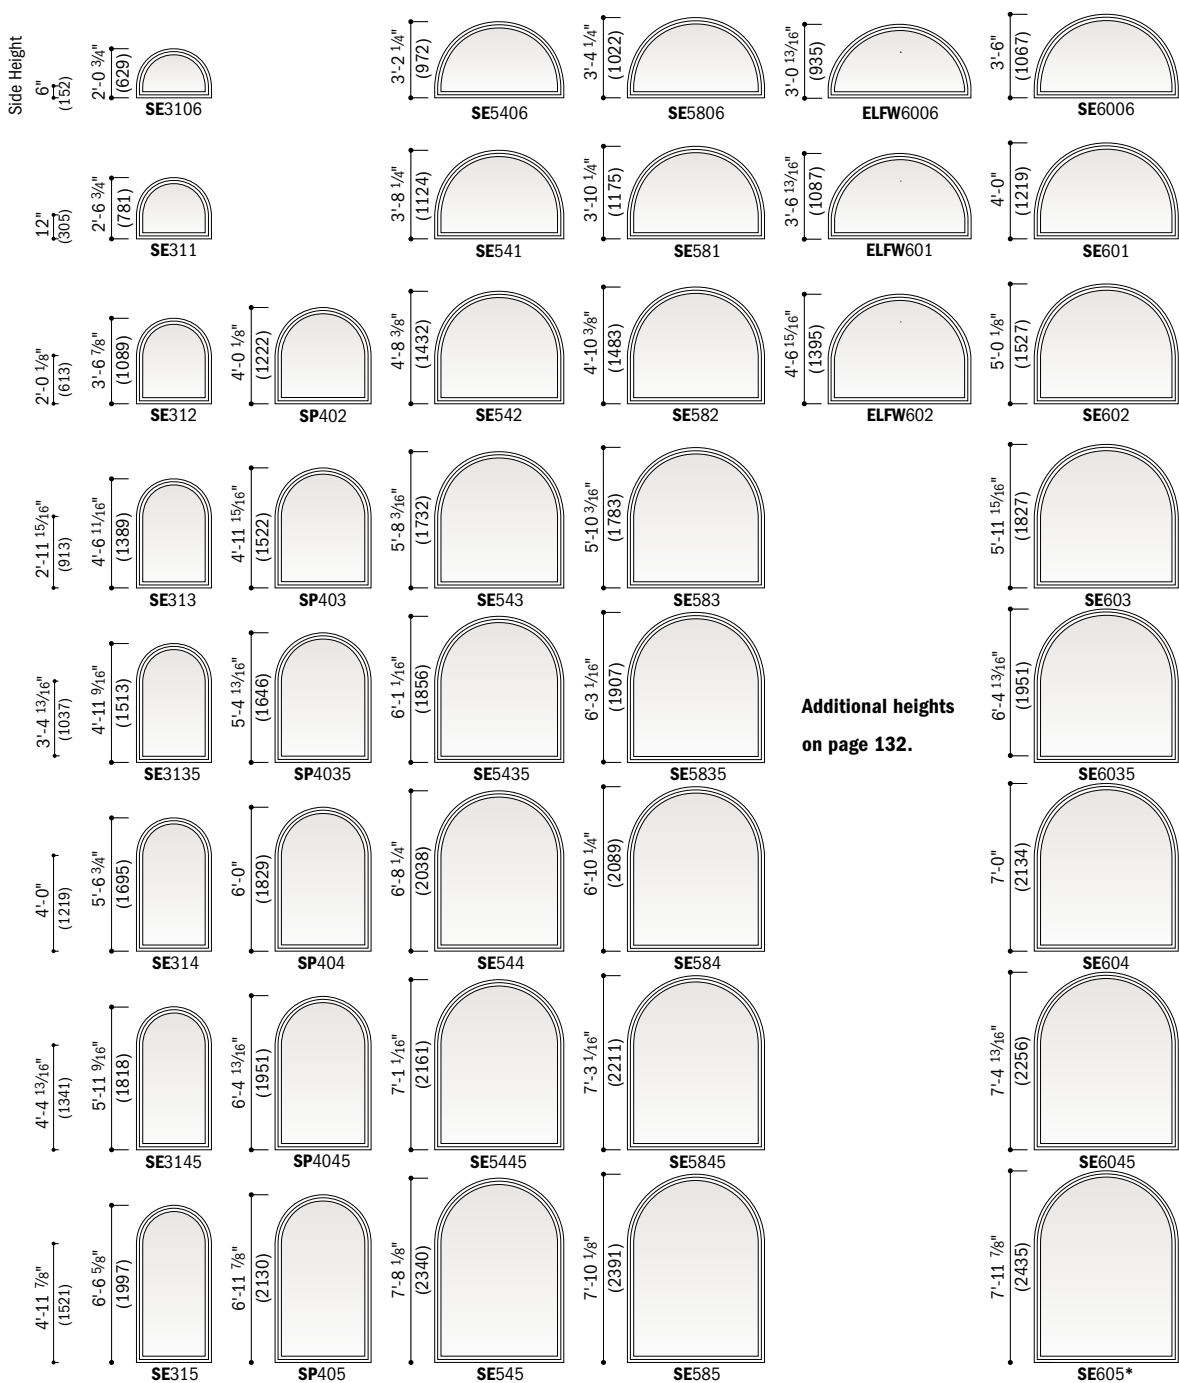 Side Height
6"
(152)
2'-0 3/4"
(629)
SE3106
3'-2 1/4"
(972)
SE5406
3'-4 1/4"
(1022)
SE5806
3'-0 13/16"
(935)
ELFW6006
3'-6"
(1067)
SE6006
12"
(305)
2'-6 3/4"
(781)
SE311
3'-8 1/4"
(1124)
SE541
3'-10 1/4"
(1175)
SE581
3'-6 13/16"
(1087)
ELFW601
4'-0"
(1219)
SE601
2'-0 1/8"
(613)
3'-6 7/8"
(1089)
SE312
4'-0 1/8"
(1222)
SP402
4'-8 3/8"
(1432)
SE542
4'-10 3/8"
(1483)
SE582
4'-6 15/16"
(1395)
ELFW602
5'-0 1/8"
(1527)
SE602
2'-11 15/16"
(913)
4'-6 11/16"
(1389)
SE313
4'-11 15/16"
(1522)
SP403
5'-8 3/16"
(1732)
SE543
5'-10 3/16"
(1783)
SE583
5'-11 15/16"
(1827)
SE603
3'-4 13/16"
(1037)
4'-11 9/16"
(1513)
SE3135
5'-4 13/16"
(1646)
SP4035
6'-1 1/16"
(1856)
SE5435
6'-3 1/16"
(1907)
SE5835
Additional heights
on page 132.
6'-4 13/16"
(1951)
SE6035
4'-0"
(1219)
5'-6 3/4"
(1695)
SE314
6'-0"
(1829)
SP404
6'-8 1/4"
(2038)
SE544
6'-10 1/4"
(2089)
SE584
7'-0"
(2134)
SE604
4'-4 13/16"
(1341)
5'-11 9/16"
(1818)
SE3145
6'-4 13/16"
(1951)
SP4045
7'-1 1/16"
(2161)
SE5445
7'-3 1/16"
(2211)
SE5845
7'-4 13/16"
(2256)
SE6045
4'-11 7/8"
(1521)
6'-6 5/8"
(1997)
SE315
6'-11 7/8"
(2130)
SP405
7'-8 1/8"
(2340)
SE545
7'-10 1/8"
(2391)
SE585
7'-11 7/8"
(2435)
SE605*